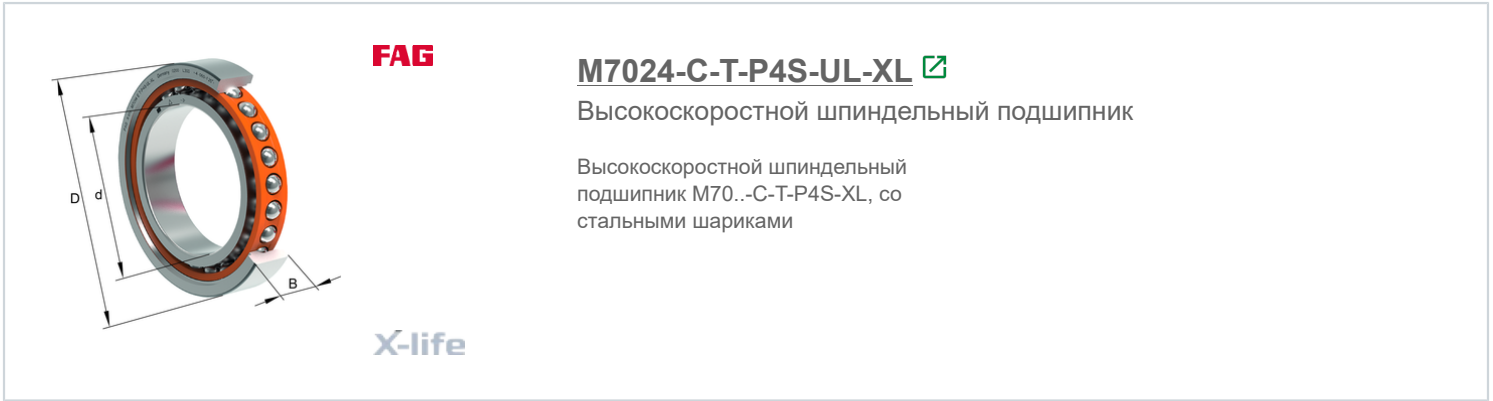 FAG
M7024-C-T-P4S-UL-XL
Высокоскоростной шпиндельный подшипник
Высокоскоростной шпиндельный
подшипник M70..-C-T-P4S-XL, со
стальными шариками
D
d
B
X-life